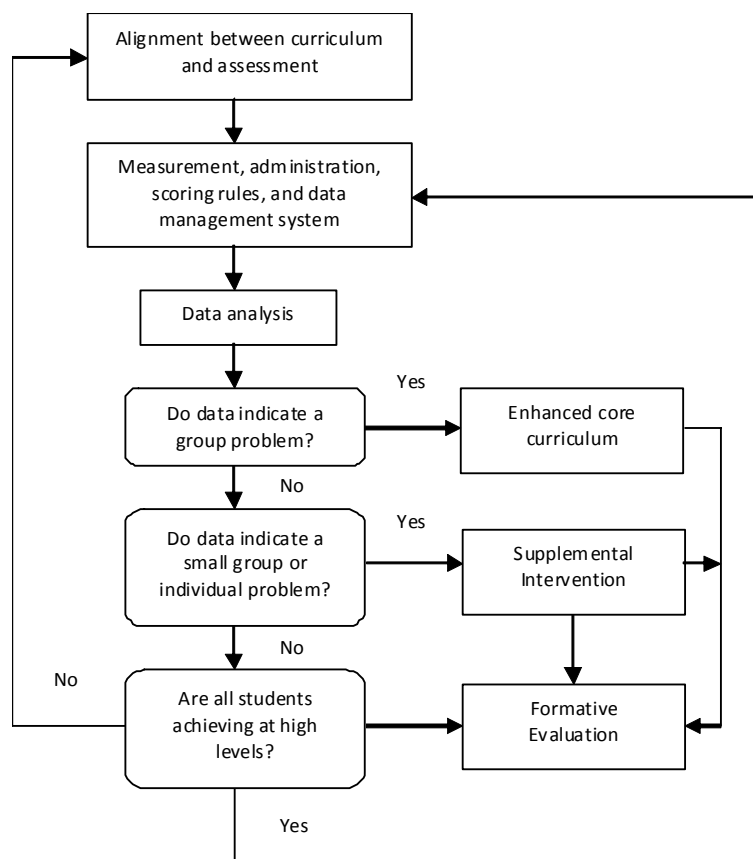 Alignment between curriculum
and assessment
Measurement, administration,
scoring rules, and data
management system
Data analysis
Yes
Do data indicate a
group problem?
Enhanced core
curriculum
No
Yes
Do data indicate a
small group or
individual problem?
Supplemental
Intervention
No
No
Are all students
achieving at high
levels?
Formative
Evaluation
Yes